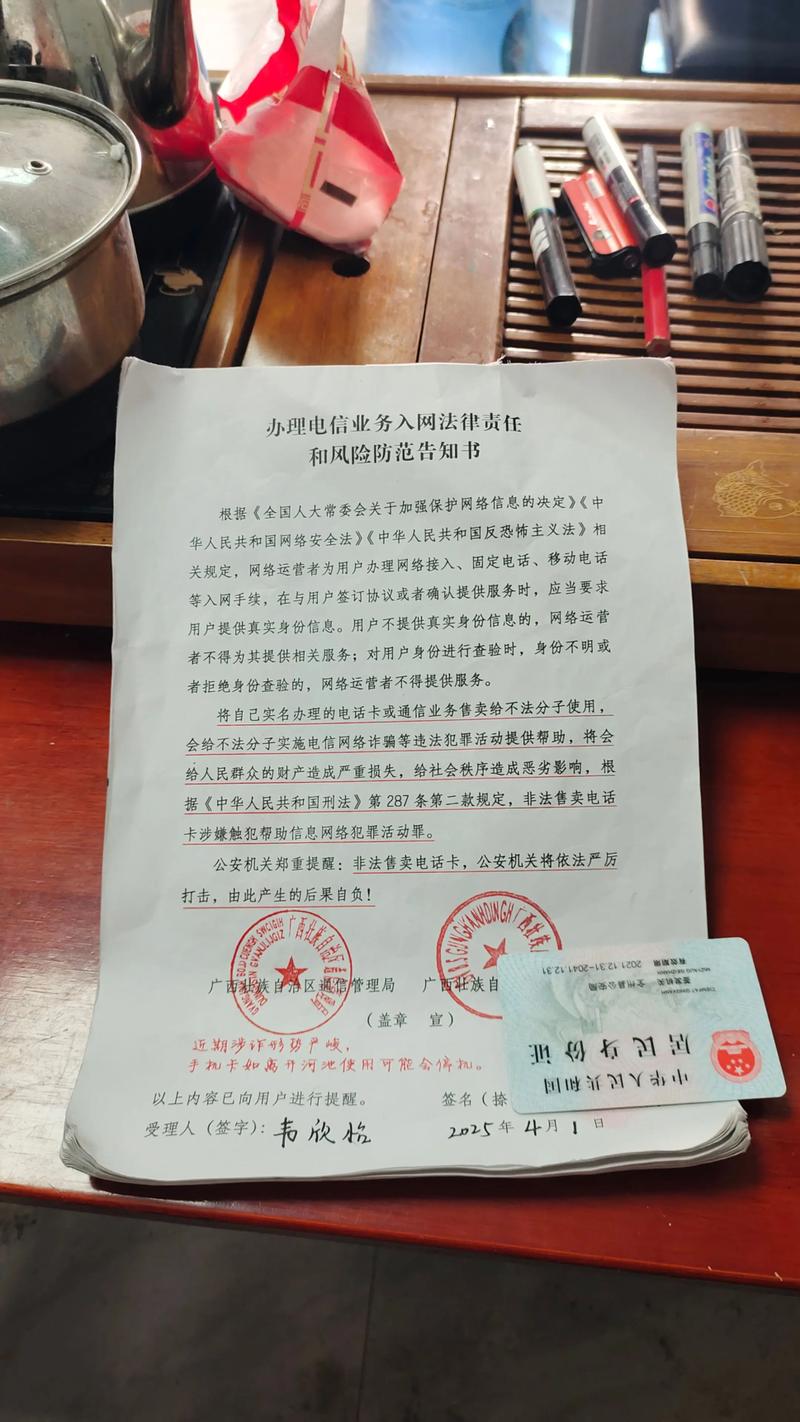 办理电信业务入网法律责任
和风险防范告知书
根据《全国人大常委会关于加强保护网络信息的决定》《中
华人民共和国网络安全法》《中华人民共和国反恐怖主义法》相
关规定，网络运营者为用户办理网络接入、固定电话、移动电话
等入网手续，在与用户签订协议或者确认提供服务时，应当要求
用户提供真实身份信息。用户不提供真实身份信息的，网络运营
者不得为其提供相关服务；对用户身份进行查验时，身份不明或
者拒绝身份查验的，网络运营者不得提供服务。
将自己实名办理的电话卡或通信业务售卖给不法分子使用，
会给不法分子实施电信网络诈骗等违法犯罪活动提供帮助，将会
给人民群众的财产造成严重损失，给社会秩序造成恶劣影响，根
据《中华人民共和国刑法》第287条第二款规定，非法售卖电话
卡涉嫌触犯帮助信息网络犯罪活动罪。
公安机关郑重提醒：非法售卖电话卡，公安机关将依法严厉
打击，由此产生的后果自负！
广西壮族自治区通信管理局 广西壮族自
（盖章 宣）
近期涉诈形势严峻，
手机卡如离开河池使用可能会停机。
以上内容已向用户进行提醒。 签名（捺
受理人（签字）：韦欣怡 2025年4月1日
中华人民共和国
居民身份证
签发机关 全州县公安局
有效期限 2021.12.31-2041.12.31